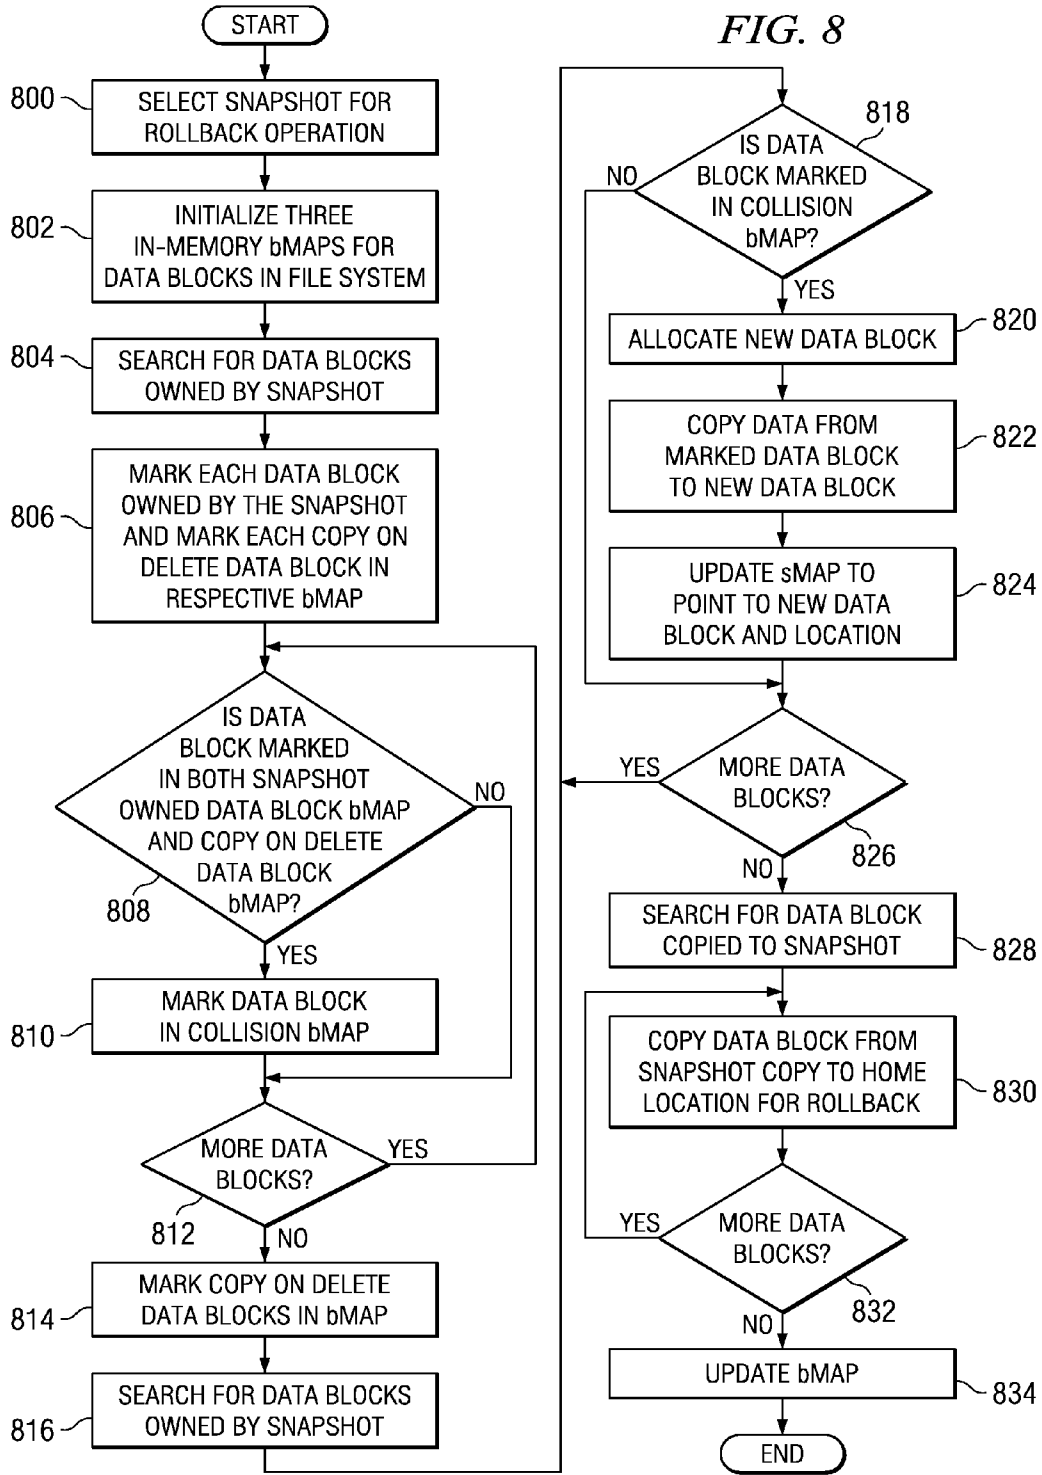 FIG. 8
START
800
SELECT SNAPSHOT FOR
ROLLBACK OPERATION
802
INITIALIZE THREE
IN-MEMORY bMAPS FOR
DATA BLOCKS IN FILE SYSTEM
804
SEARCH FOR DATA BLOCKS
OWNED BY SNAPSHOT
806
MARK EACH DATA BLOCK
OWNED BY THE SNAPSHOT
AND MARK EACH COPY ON
DELETE DATA BLOCK IN
RESPECTIVE bMAP
IS DATA
BLOCK MARKED
IN BOTH SNAPSHOT
OWNED DATA BLOCK bMAP
AND COPY ON DELETE
DATA BLOCK
bMAP?
NO
808
YES
810
MARK DATA BLOCK
IN COLLISION bMAP
MORE DATA
BLOCKS?
YES
812
NO
814
MARK COPY ON DELETE
DATA BLOCKS IN bMAP
816
SEARCH FOR DATA BLOCKS
OWNED BY SNAPSHOT
818
IS DATA
BLOCK MARKED
IN COLLISION
bMAP?
NO
YES
ALLOCATE NEW DATA BLOCK
820
COPY DATA FROM
MARKED DATA BLOCK
TO NEW DATA BLOCK
822
UPDATE sMAP TO
POINT TO NEW DATA
BLOCK AND LOCATION
824
YES
MORE DATA
BLOCKS?
826
NO
SEARCH FOR DATA BLOCK
COPIED TO SNAPSHOT
828
COPY DATA BLOCK FROM
SNAPSHOT COPY TO HOME
LOCATION FOR ROLLBACK
830
YES
MORE DATA
BLOCKS?
832
NO
UPDATE bMAP
834
END